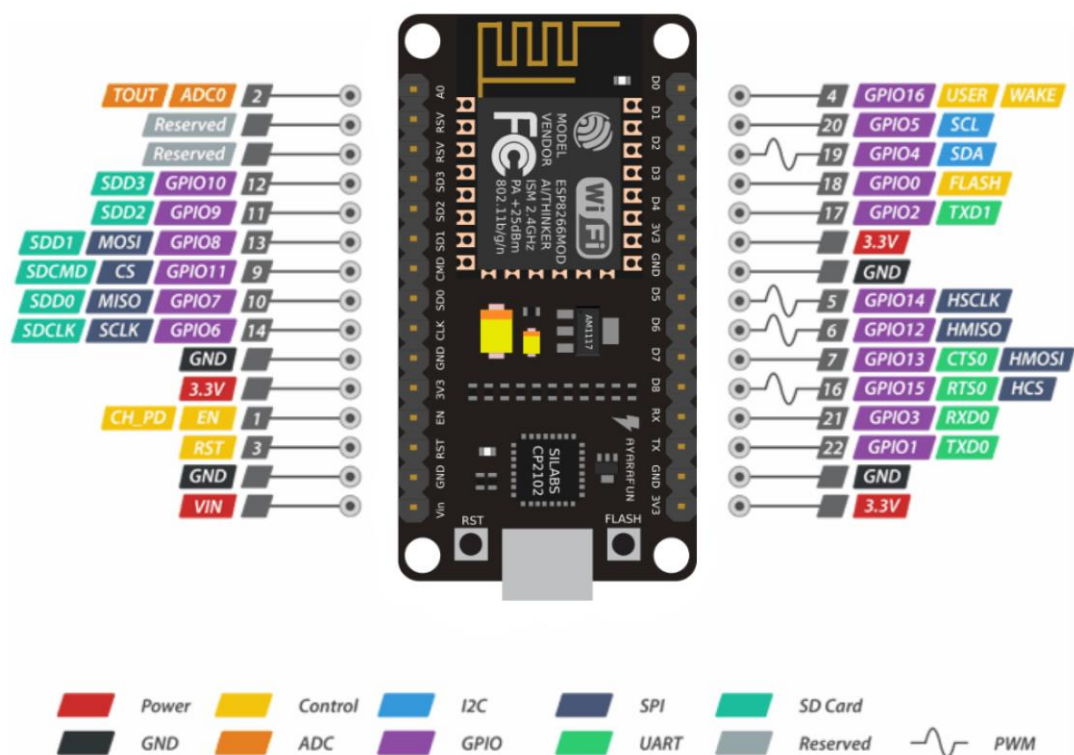 TOUT ADC0 2
Reserved
Reserved
SDD3 GPIO10 12
SDD2 GPIO9 11
SDD1 MOSI GPIO8 13
SDCMD CS GPIO11 9
SDD0 MISO GPIO7 10
SDCLK SCLK GPIO6 14
GND
3.3V
CH_PD EN 1
RST 3
GND
VIN
A0
RSV
RSV
SD3
SD2
SD1
CMD
SD0
CLK
GND
3V3
EN
RST
GND
Vin
FC
MODEL
VENDOR
ESP8266MOD
AI/THINKER
ISM 2.4GHz
PA +25dBm
802.11b/g/n
Wi Fi
AM1117
SILABS
CP2102
AYARAFUN
RST
FLASH
D0
D1
D2
D3
D4
3V3
GND
D5
D6
D7
D8
RX
TX
GND
3V3
4 GPIO16 USER WAKE
20 GPIO5 SCL
19 GPIO4 SDA
18 GPIO0 FLASH
17 GPIO2 TXD1
3.3V
GND
5 GPIO14 HSCLK
6 GPIO12 HMISO
7 GPIO13 CTS0 HMOSI
16 GPIO15 RTS0 HCS
21 GPIO3 RXD0
22 GPIO1 TXD0
GND
3.3V
Power Control I2C SPI SD Card
GND ADC GPIO UART Reserved PWM